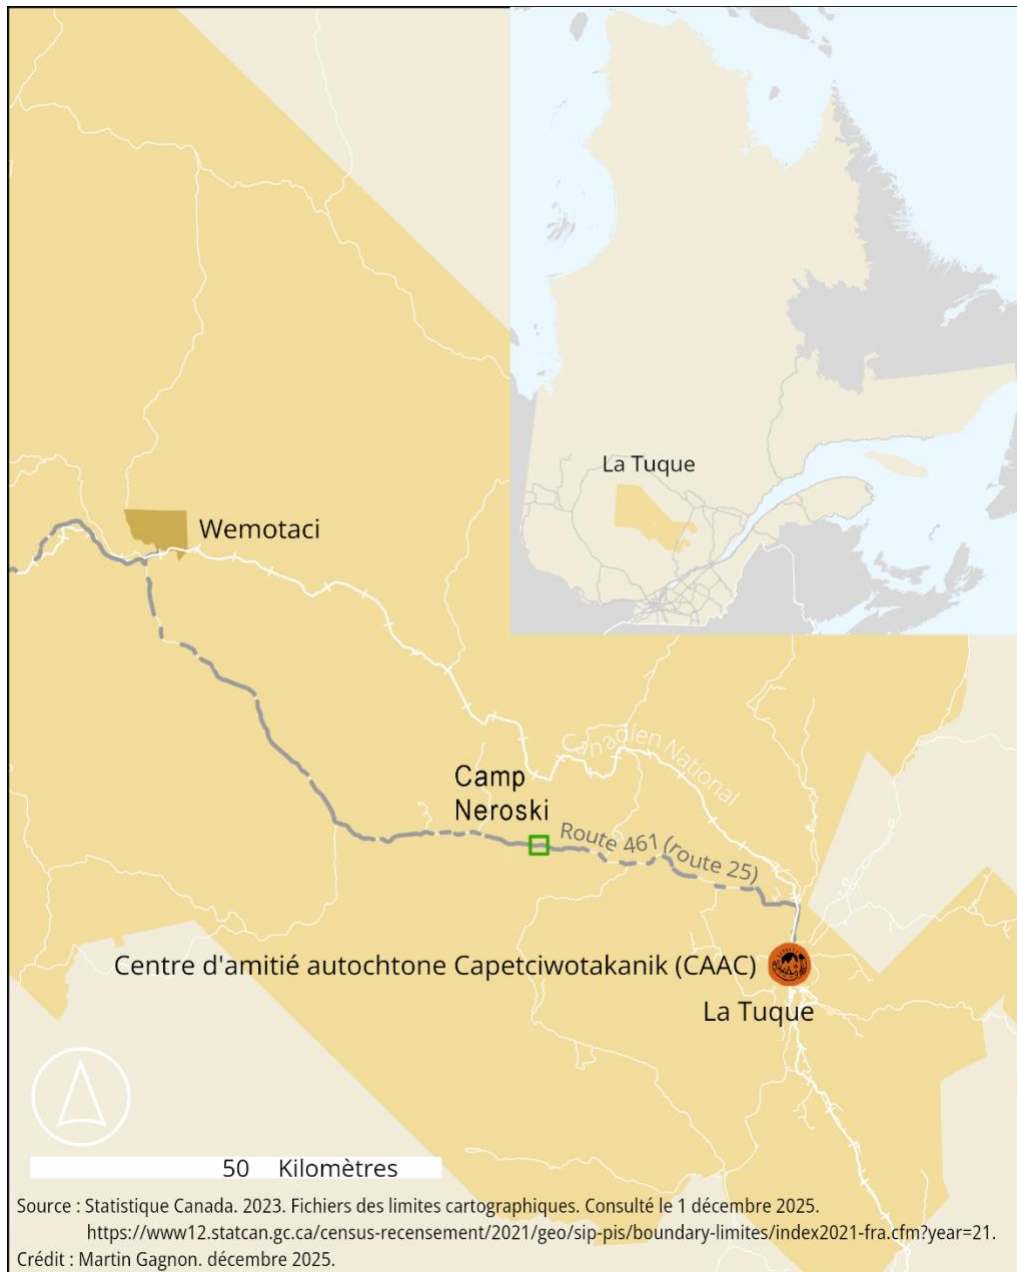 La Tuque
Wemotaci
Canadien National
Camp
Neroski
Route 461 (route 25)
Centre d'amitié autochtone Capetciwotakanik (CAAC)
La Tuque
50 Kilomètres
Source : Statistique Canada. 2023. Fichiers des limites cartographiques. Consulté le 1 décembre 2025.
https://www12.statcan.gc.ca/census-recensement/2021/geo/sip-pis/boundary-limites/index2021-fra.cfm?year=21.
Crédit : Martin Gagnon. décembre 2025.